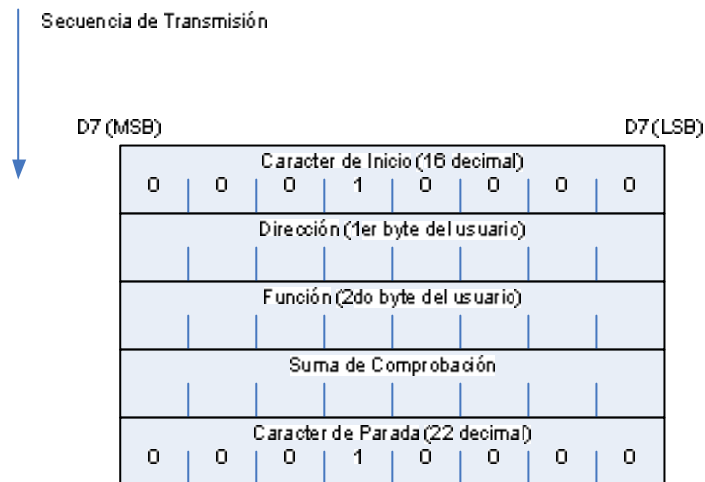 Secuencia de Transmisión
D7 (MSB) D7 (LSB)
Caracter de Inicio (16 decimal)
0 0 0 1 0 0 0 0
Dirección (1er byte del usuario)
Función (2do byte del usuario)
Suma de Comprobación
Caracter de Parada (22 decimal)
0 0 0 1 0 0 0 0